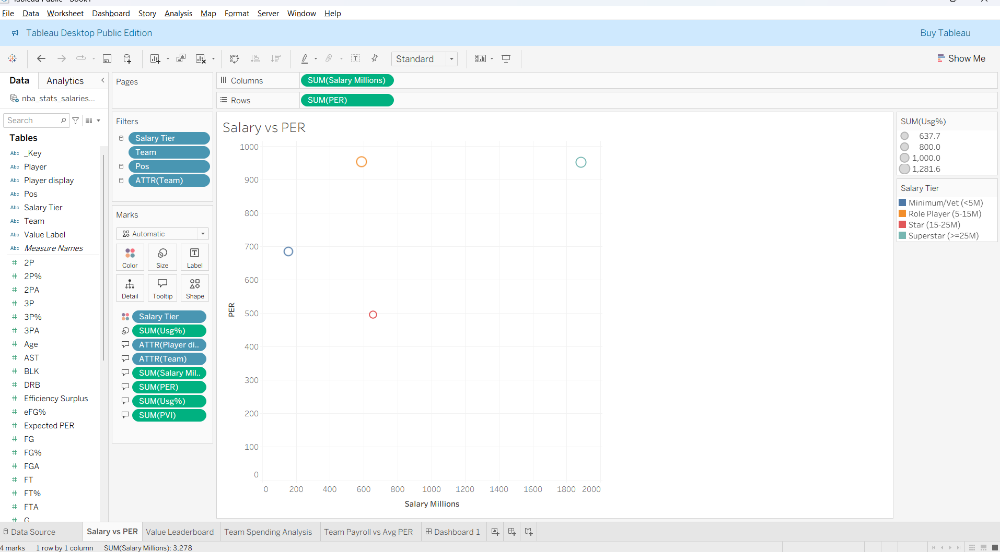 File Data Worksheet Dashboard Story Analysis Map Format Server Window Help
Tableau Desktop Public Edition
Buy Tableau
Standard
Show Me
Data
Analytics
nba_stats_salaries...
Search
Tables
Abc _Key
Abc Player
Abc Player display
Abc Pos
Abc Salary Tier
Abc Team
Abc Value Label
Abc Measure Names
# 2P
# 2P%
# 2PA
# 3P
# 3P%
# 3PA
# Age
# AST
# BLK
# DRB
# Efficiency Surplus
# eFG%
# Expected PER
# FG
# FG%
# FGA
# FT
# FT%
# FTA
# G
Pages
Filters
Salary Tier
Team
Pos
ATTR(Team)
Marks
Automatic
Color
Size
Label
Detail
Tooltip
Shape
Salary Tier
SUM(Usg%)
ATTR(Player di..
ATTR(Team)
SUM(Salary Mil..
SUM(PER)
SUM(Usg%)
SUM(PVI)
Columns
SUM(Salary Millions)
Rows
SUM(PER)
Salary vs PER
1000
900
800
700
600
500
400
300
200
100
0
PER
0 200 400 600 800 1000 1200 1400 1600 1800 2000
Salary Millions
SUM(Usg%)
637.7
800.0
1,000.0
1,281.6
Salary Tier
Minimum/Vet (<5M)
Role Player (5-15M)
Star (15-25M)
Superstar (>=25M)
Data Source
Salary vs PER
Value Leaderboard
Team Spending Analysis
Team Payroll vs Avg PER
Dashboard 1
4 marks
1 row by 1 column
SUM(Salary Millions): 3,278